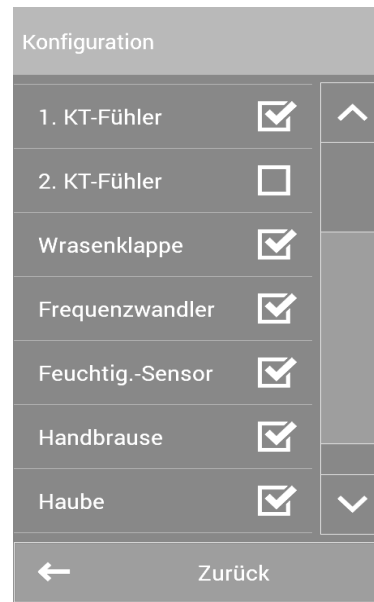 Konfiguration
1. KT-Fühler
2. KT-Fühler
Wrasenklappe
Frequenzwandler
Feuchtig.-Sensor
Handbrause
Haube
Zurück